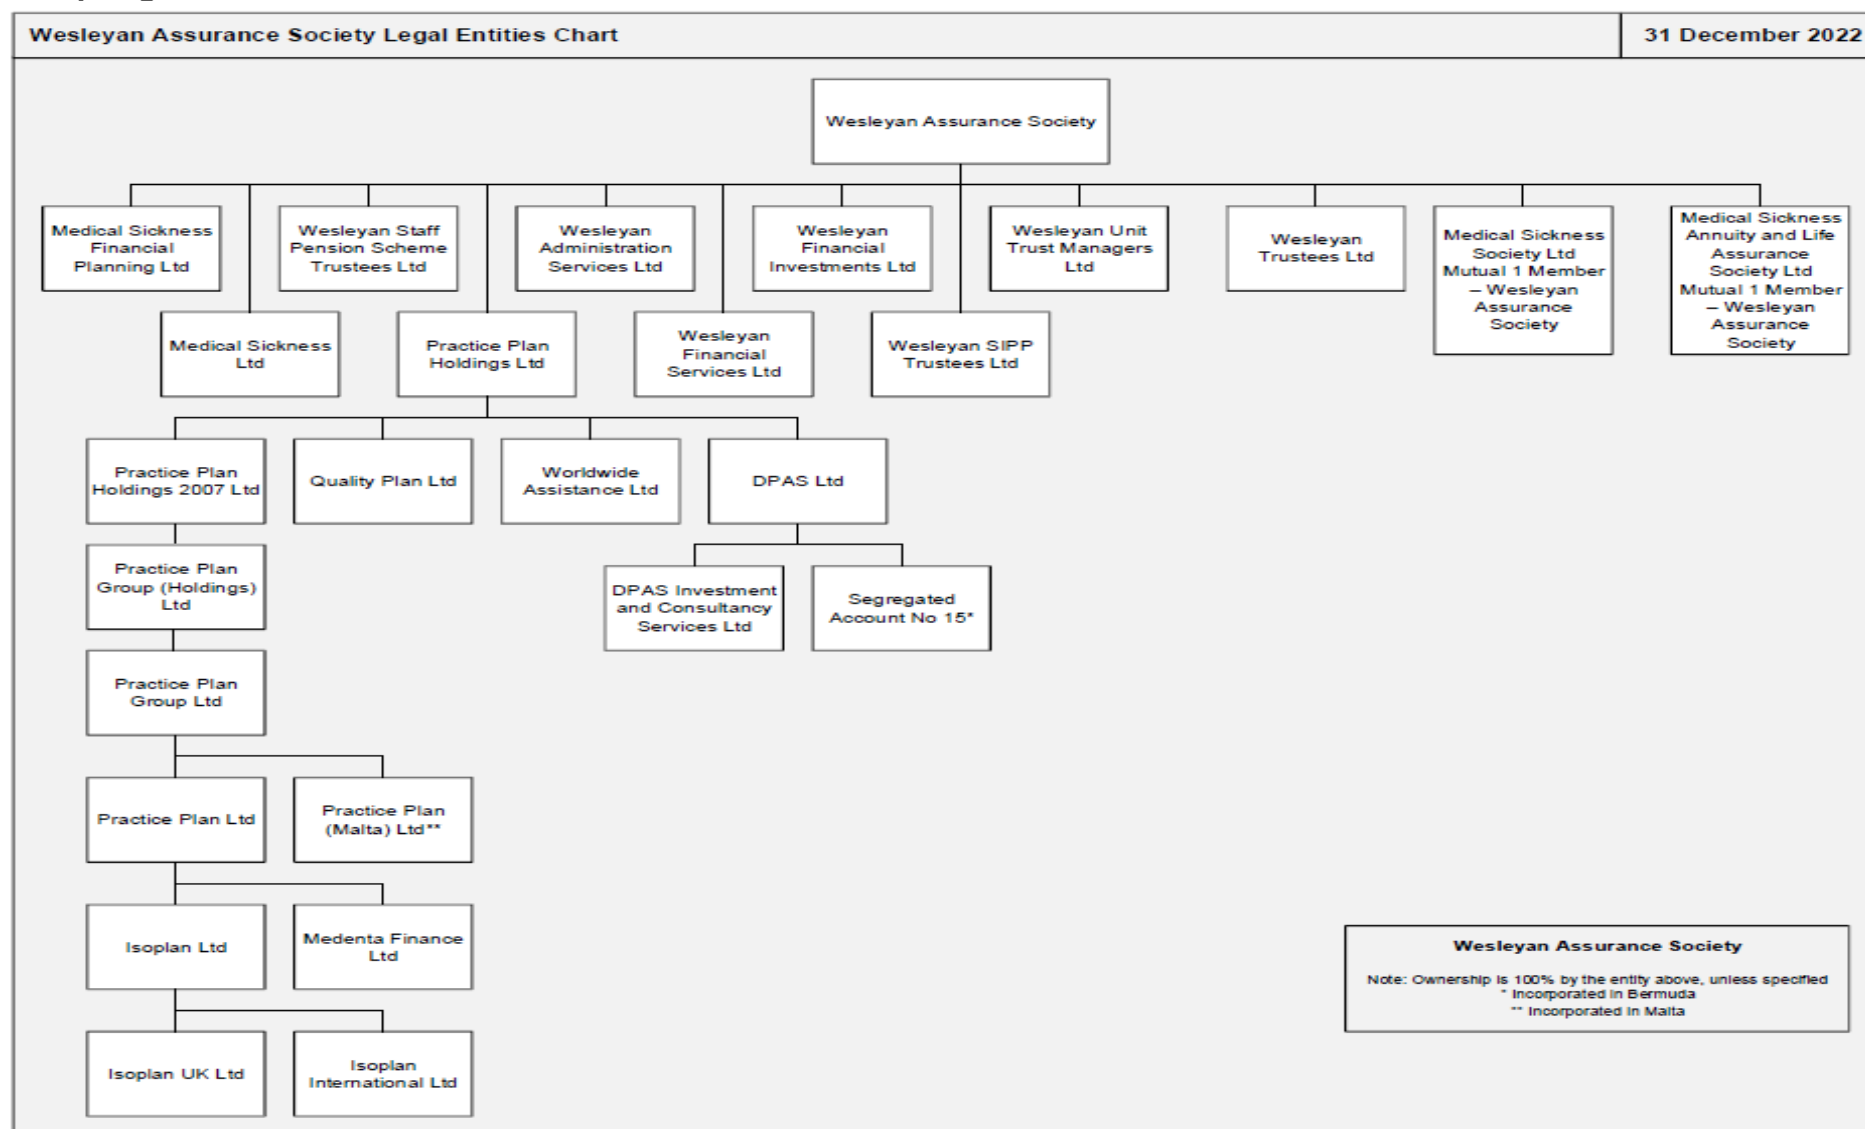 Wesleyan Assurance Society Legal Entities Chart
31 December 2022
Wesleyan Assurance Society
Medical Sickness
Financial
Planning Ltd
Wesleyan Staff
Pension Scheme
Trustees Ltd
Wesleyan
Administration
Services Ltd
Wesleyan
Financial
Investments Ltd
Wesleyan Unit
Trust Managers
Ltd
Wesleyan
Trustees Ltd
Medical Sickness
Society Ltd
Mutual 1 Member
– Wesleyan
Assurance
Society
Medical Sickness
Annuity and Life
Assurance
Society Ltd
Mutual 1 Member
– Wesleyan
Assurance
Society
Medical Sickness
Ltd
Practice Plan
Holdings Ltd
Wesleyan
Financial
Services Ltd
Wesleyan SIPP
Trustees Ltd
Practice Plan
Holdings 2007 Ltd
Quality Plan Ltd
Worldwide
Assistance Ltd
DPAS Ltd
Practice Plan
Group (Holdings)
Ltd
DPAS Investment
and Consultancy
Services Ltd
Segregated
Account No 15*
Practice Plan
Group Ltd
Practice Plan Ltd
Practice Plan
(Malta) Ltd**
Isoplan Ltd
Medenta Finance
Ltd
Isoplan UK Ltd
Isoplan
International Ltd
Wesleyan Assurance Society
Note: Ownership is 100% by the entity above, unless specified
* Incorporated in Bermuda
** Incorporated in Malta